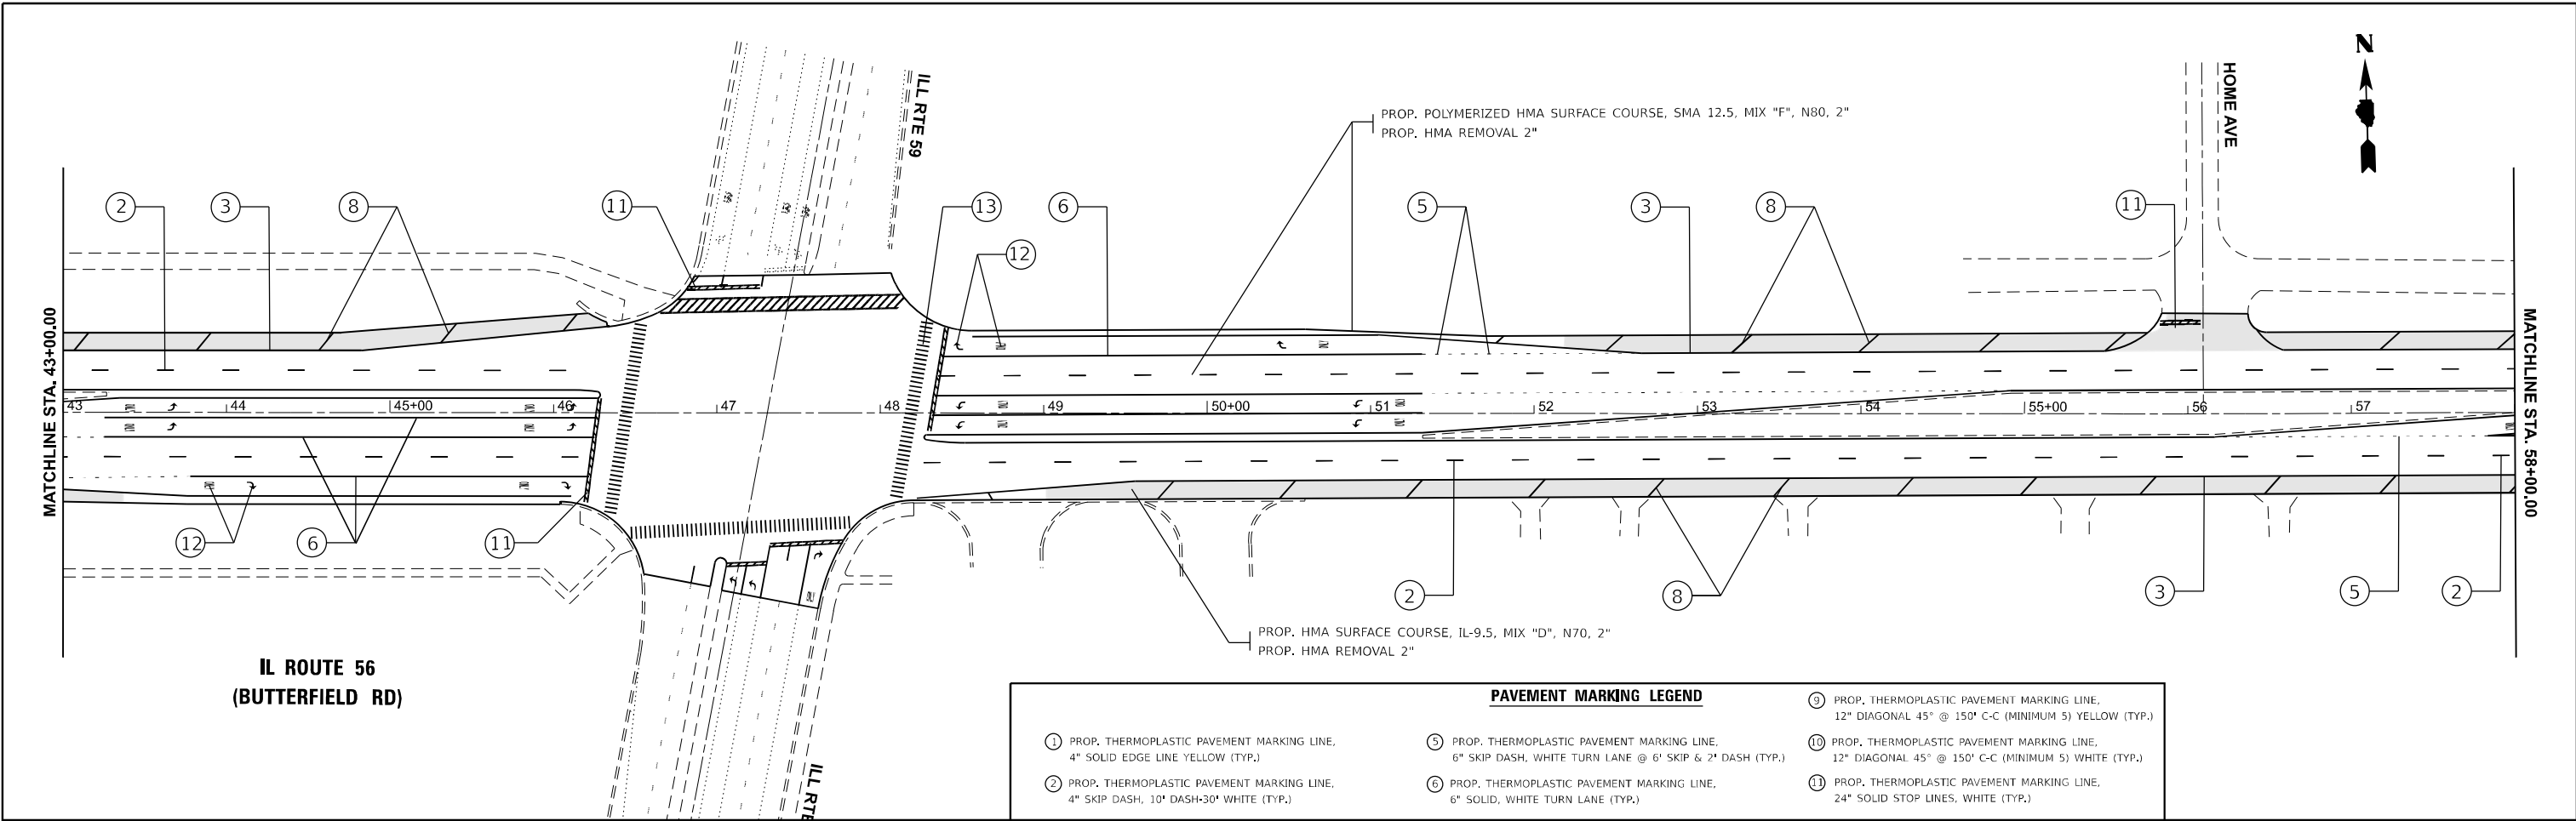 N
ILL RTE 59
HOME AVE
PROP. POLYMERIZED HMA SURFACE COURSE, SMA 12.5, MIX "F", N80, 2"
PROP. HMA REMOVAL 2"
2
3
8
11
13
6
5
3
8
11
12
MATCHLINE STA. 43+00.00
MATCHLINE STA. 58+00.00
43
44
45+00
46
47
48
49
50+00
51
52
53
54
55+00
56
57
12
6
11
2
8
3
5
2
PROP. HMA SURFACE COURSE, IL-9.5, MIX "D", N70, 2"
PROP. HMA REMOVAL 2"
IL ROUTE 56
(BUTTERFIELD RD)
ILL RTE
PAVEMENT MARKING LEGEND
1 PROP. THERMOPLASTIC PAVEMENT MARKING LINE,
4" SOLID EDGE LINE YELLOW (TYP.)
2 PROP. THERMOPLASTIC PAVEMENT MARKING LINE,
4" SKIP DASH, 10' DASH-30' WHITE (TYP.)
5 PROP. THERMOPLASTIC PAVEMENT MARKING LINE,
6" SKIP DASH, WHITE TURN LANE @ 6' SKIP & 2' DASH (TYP.)
6 PROP. THERMOPLASTIC PAVEMENT MARKING LINE,
6" SOLID, WHITE TURN LANE (TYP.)
9 PROP. THERMOPLASTIC PAVEMENT MARKING LINE,
12" DIAGONAL 45° @ 150' C-C (MINIMUM 5) YELLOW (TYP.)
10 PROP. THERMOPLASTIC PAVEMENT MARKING LINE,
12" DIAGONAL 45° @ 150' C-C (MINIMUM 5) WHITE (TYP.)
11 PROP. THERMOPLASTIC PAVEMENT MARKING LINE,
24" SOLID STOP LINES, WHITE (TYP.)